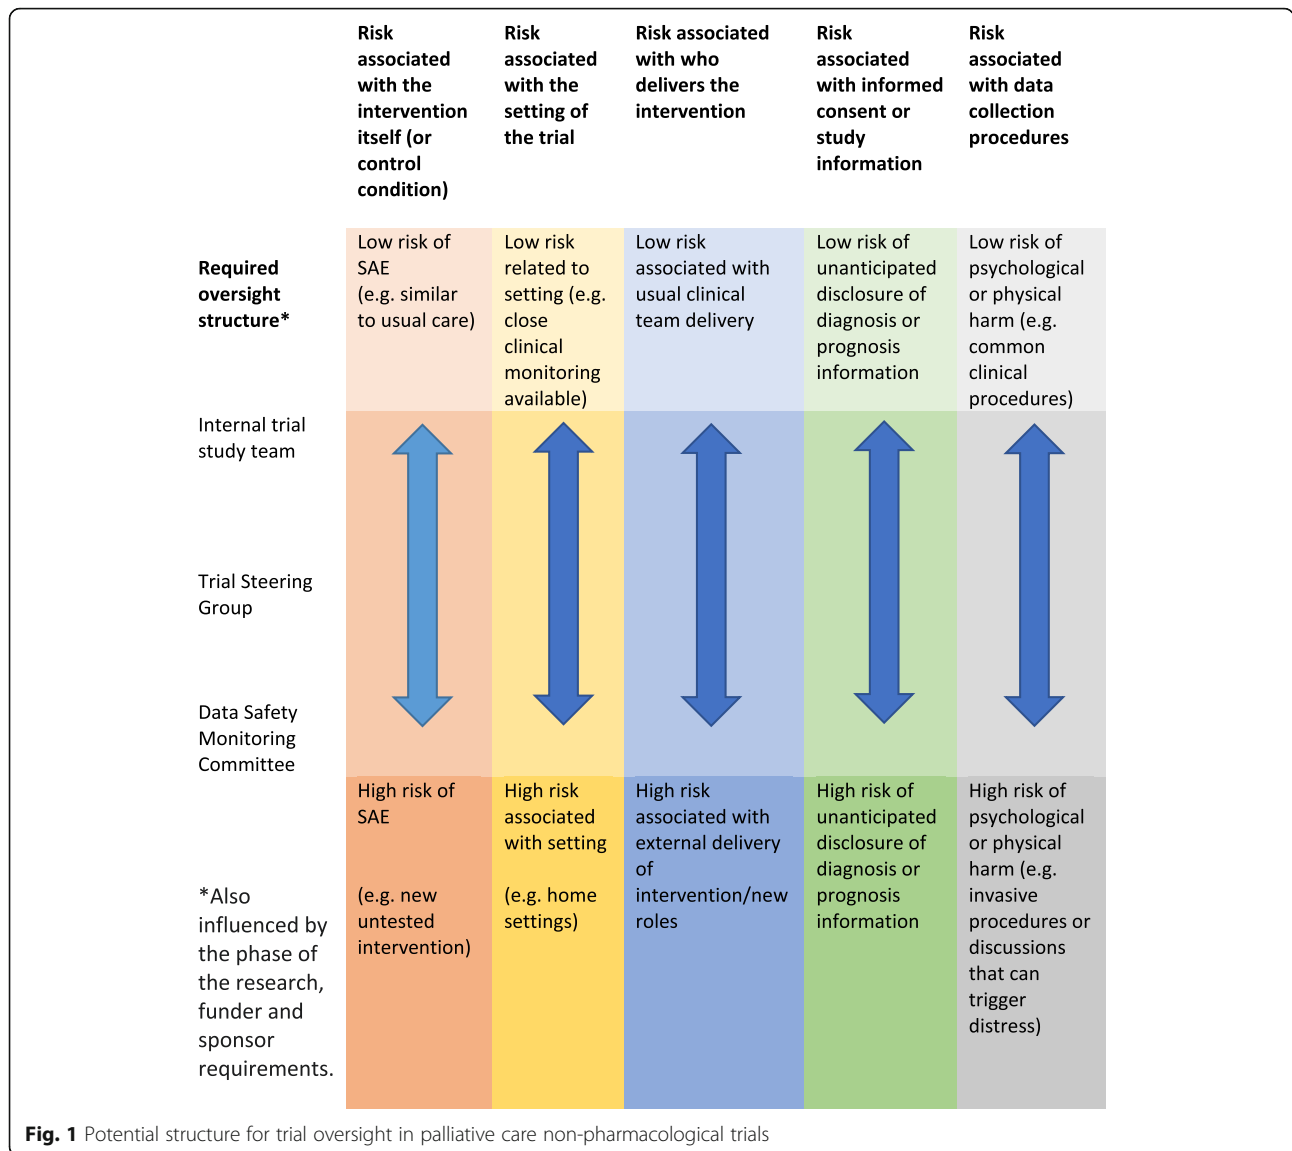 Risk
associated
with the
intervention
itself (or
control
condition)
Risk
associated
with the
setting of
the trial
Risk associated
with who
delivers the
intervention
Risk
associated
with informed
consent or
study
information
Risk
associated
with data
collection
procedures
Required
oversight
structure*
Low risk of
SAE
(e.g. similar
to usual care)
Low risk
related to
setting (e.g.
close
clinical
monitoring
available)
Low risk
associated with
usual clinical
team delivery
Low risk of
unanticipated
disclosure of
diagnosis or
prognosis
information
Low risk of
psychological
or physical
harm (e.g.
common
clinical
procedures)
Internal trial
study team
Trial Steering
Group
Data Safety
Monitoring
Committee
High risk of
SAE
(e.g. new
untested
intervention)
High risk
associated
with setting
(e.g. home
settings)
High risk
associated with
external delivery
of
intervention/new
roles
High risk of
unanticipated
disclosure of
diagnosis or
prognosis
information
High risk of
psychological
or physical
harm (e.g.
invasive
procedures or
discussions
that can
trigger
distress)
*Also
influenced by
the phase of
the research,
funder and
sponsor
requirements.
Fig. 1 Potential structure for trial oversight in palliative care non-pharmacological trials